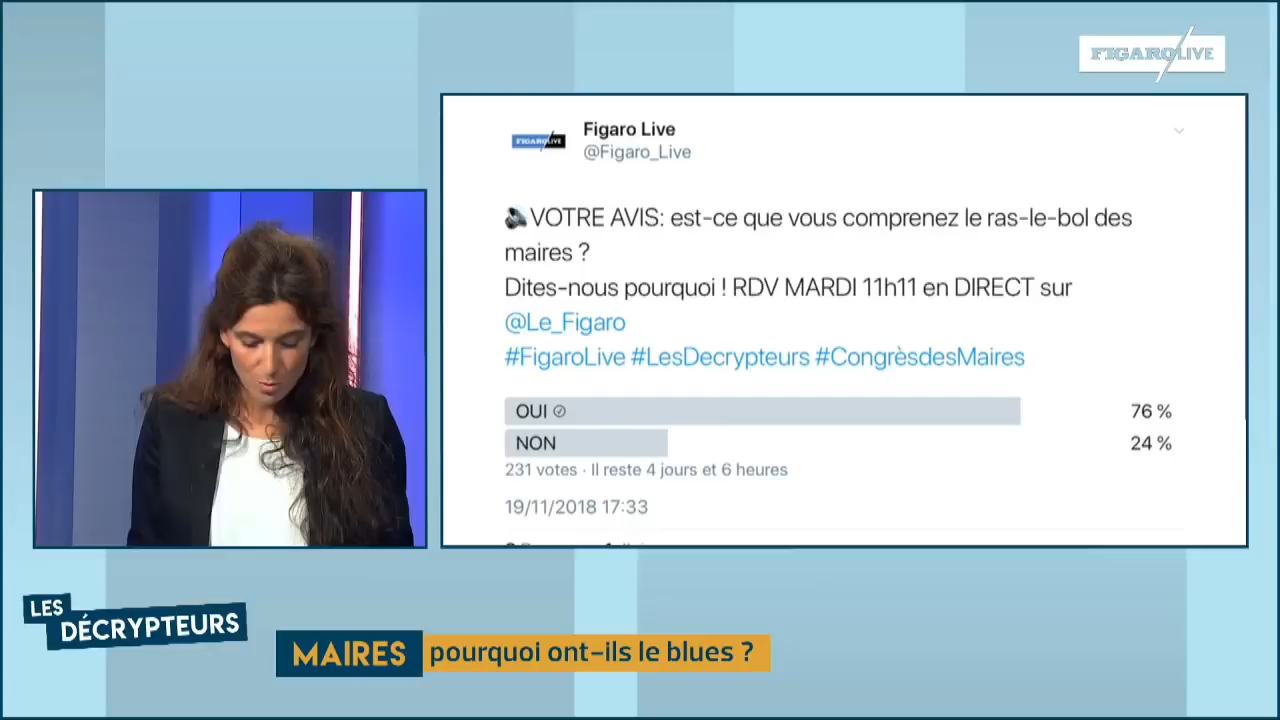 FIGAROLIVE
FIGAROLIVE
Figaro Live
@Figaro_Live
VOTRE AVIS: est-ce que vous comprenez le ras-le-bol des
maires ?
Dites-nous pourquoi ! RDV MARDI 11h11 en DIRECT sur
@Le_Figaro
#FigaroLive #LesDecrypteurs #CongrèsdesMaires
OUI 76 %
NON 24 %
231 votes · Il reste 4 jours et 6 heures
19/11/2018 17:33
LES
DÉCRYPTEURS
MAIRES pourquoi ont-ils le blues ?